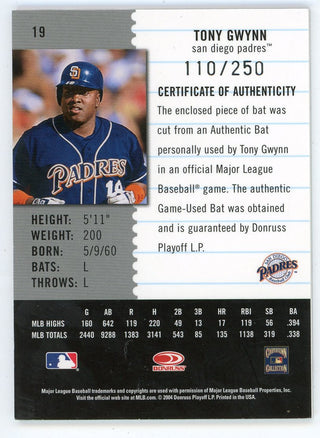 19
TONY GWYNN
san diego padres™
110/250
CERTIFICATE OF AUTHENTICITY
The enclosed piece of bat was
cut from an Authentic Bat
personally used by Tony Gwynn
in an official Major League
Baseball® game. The authentic
Game-Used Bat was obtained
and is guaranteed by Donruss
Playoff L.P.
PADRES
19
HEIGHT: 5'11"
WEIGHT: 200
BORN: 5/9/60
BATS: L
THROWS: L
PADRES
G AB R H 2B 3B HR RBI SB BA
MLB HIGHS 160 642 119 220 49 13 17 119 56 .394
MLB TOTALS 2440 9288 1383 3141 543 85 135 1138 319 .338
DONRUSS
COLLECTION
Major League Baseball trademarks and copyrights are used with permission of Major League Baseball Properties, Inc.
Visit the official web site at MLB.com. © 2004 Donruss Playoff L.P. Printed in the USA.